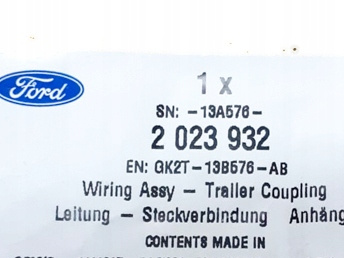 Ford
1 x
SN: -13A576-
2 023 932
EN: GK2T-13B576-AB
Wiring Assy - Trailer Coupling
Leitung - Steckverbindung Anhäng
CONTENTS MADE IN